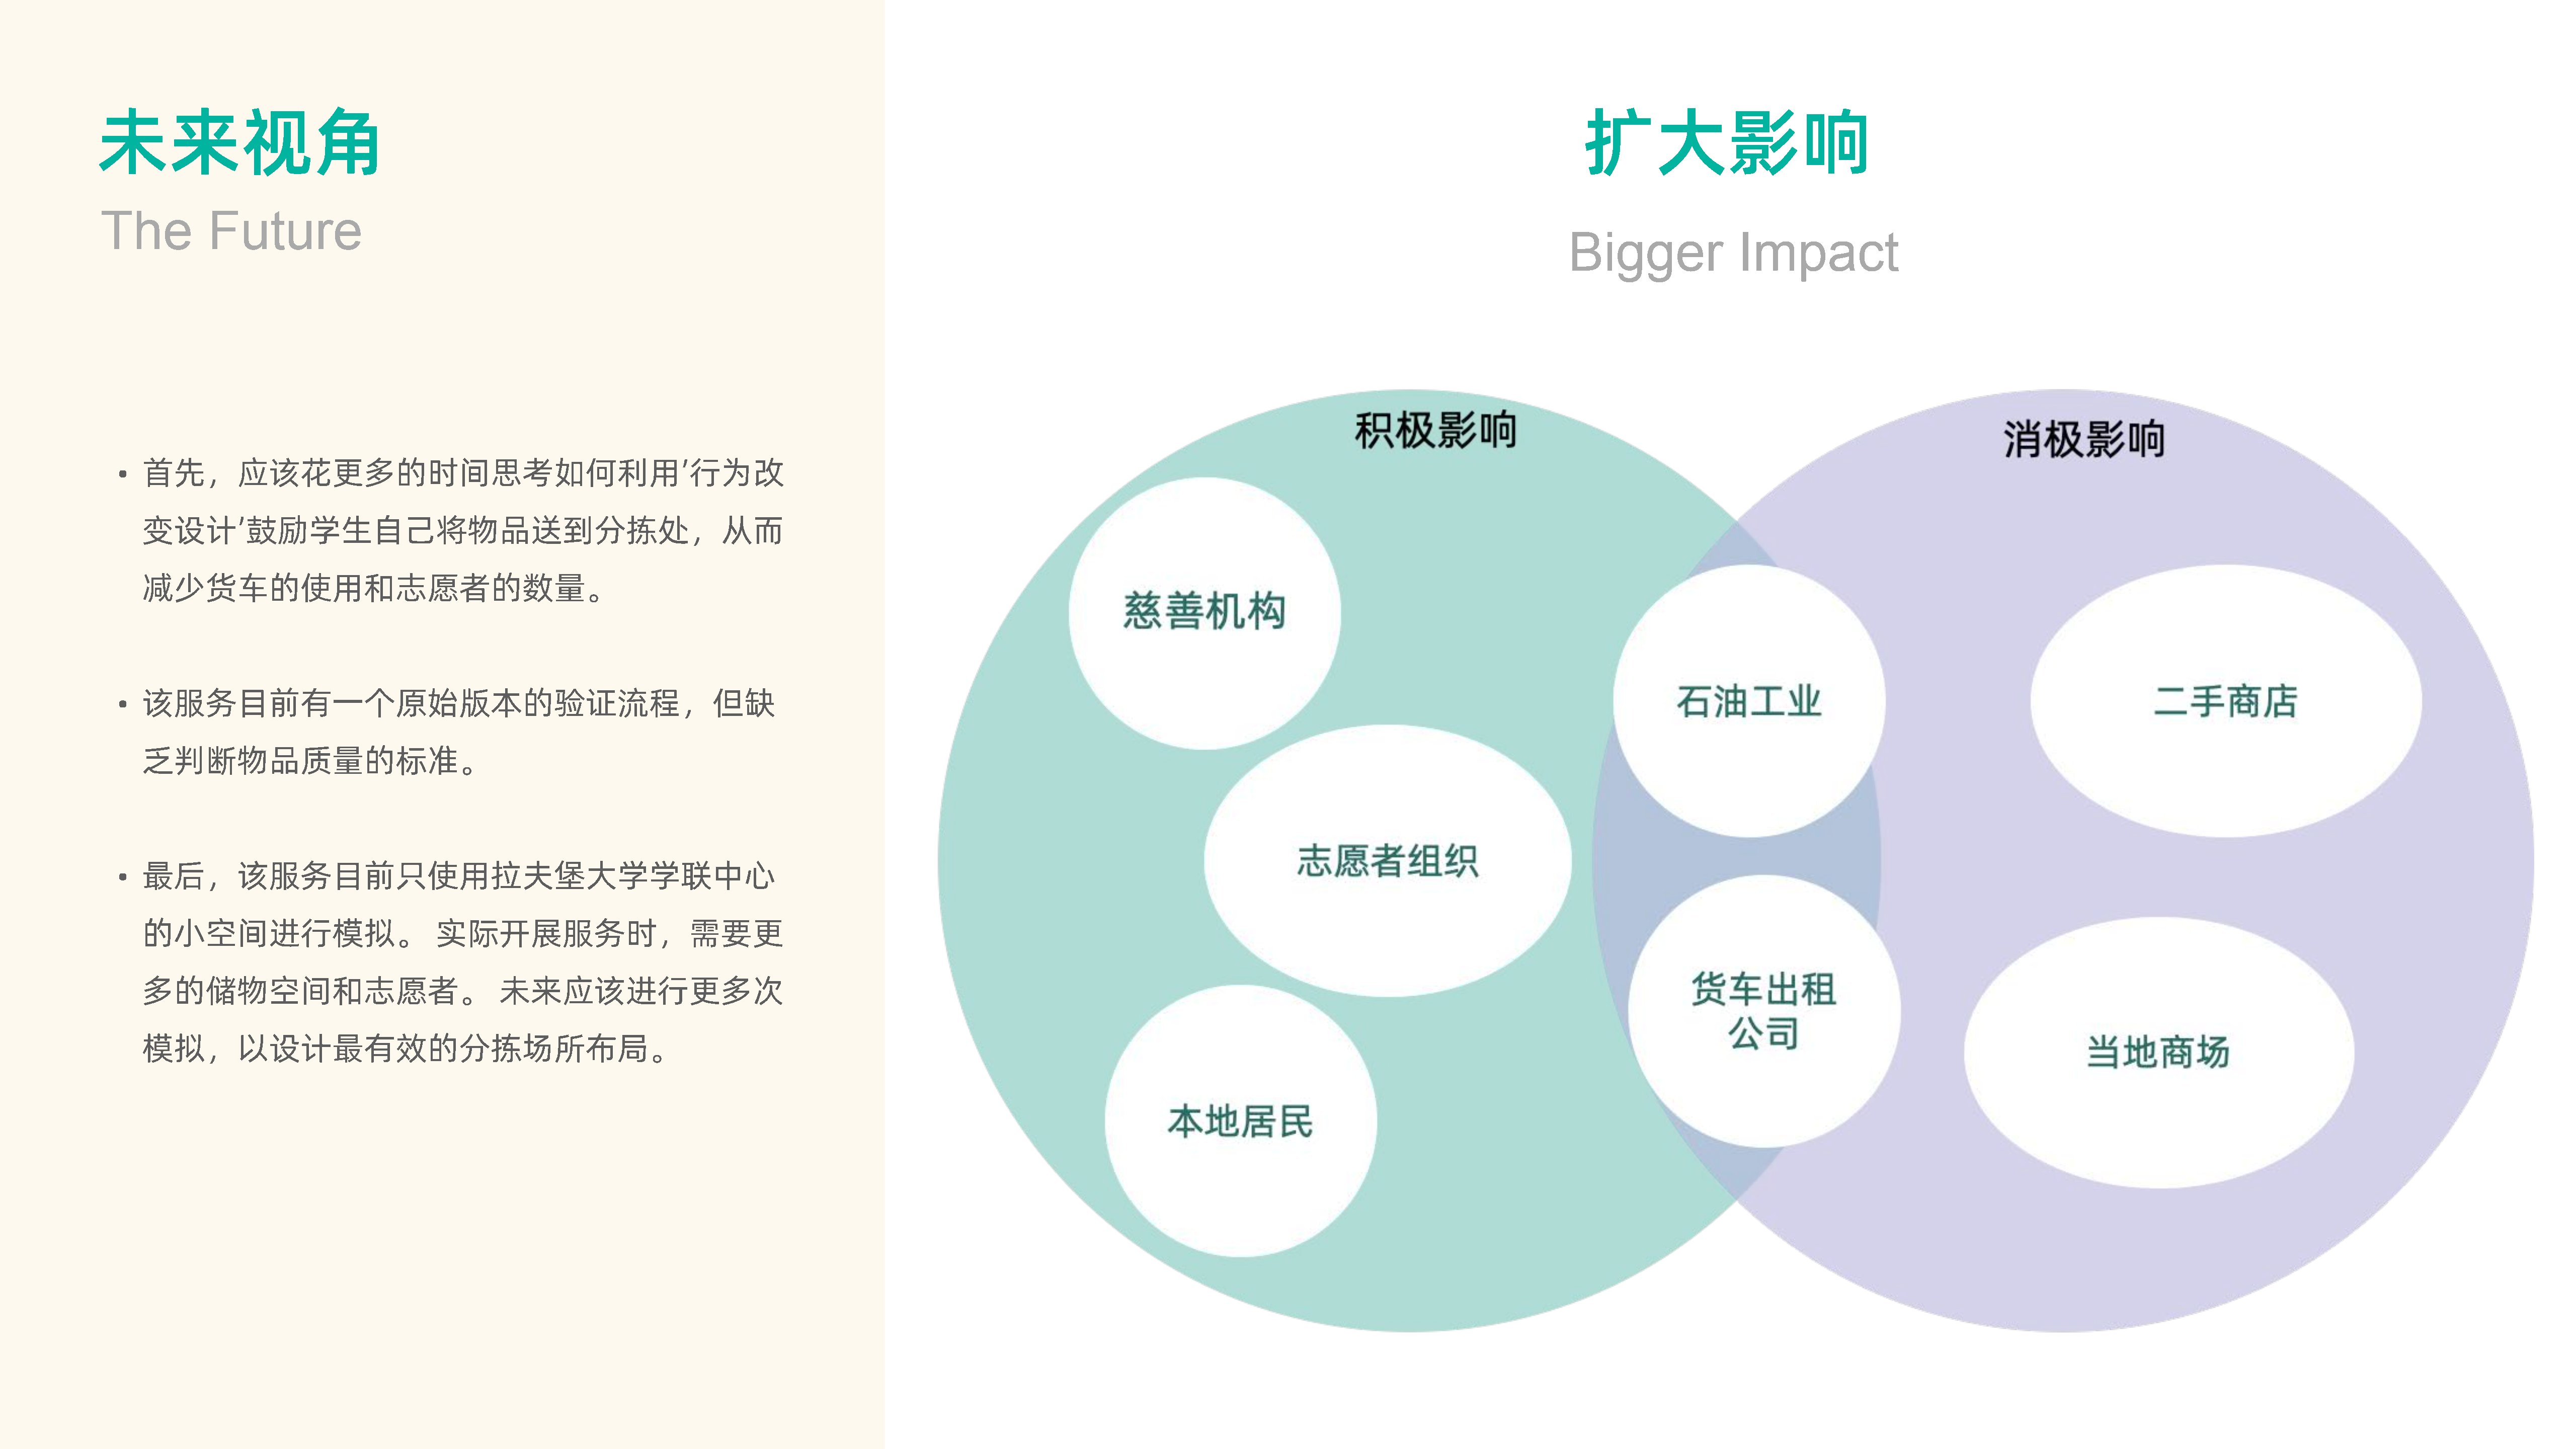 未来视角
The Future
• 首先，应该花更多的时间思考如何利用'行为改
变设计'鼓励学生自己将物品送到分拣处，从而
减少货车的使用和志愿者的数量。
• 该服务目前有一个原始版本的验证流程，但缺
乏判断物品质量的标准。
• 最后，该服务目前只使用拉夫堡大学学联中心
的小空间进行模拟。 实际开展服务时，需要更
多的储物空间和志愿者。 未来应该进行更多次
模拟，以设计最有效的分拣场所布局。
扩大影响
Bigger Impact
积极影响
消极影响
慈善机构
志愿者组织
本地居民
石油工业
货车出租
公司
二手商店
当地商场